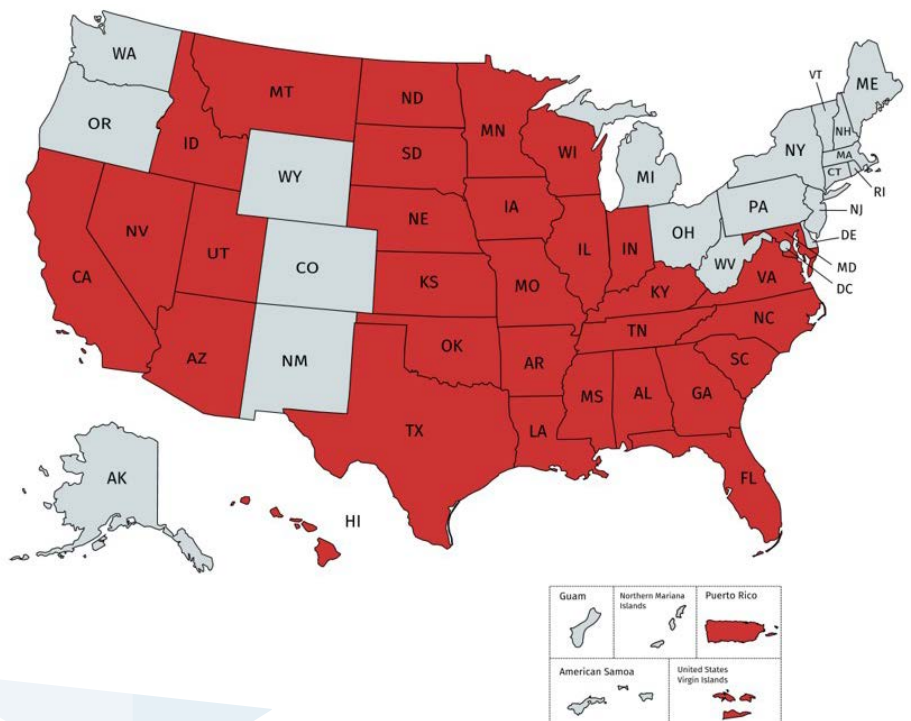 WA
VT
ME
MT
ND
OR
MN
NH
ID
SD
WI
NY
MA
WY
MI
CT
RI
IA
PA
NJ
NE
NV
OH
DE
UT
IL
IN
CO
WV
MD
CA
KS
MO
VA
DC
KY
NC
TN
OK
AZ
NM
AR
SC
MS
AL
GA
TX
LA
AK
FL
HI
Guam
Northern Mariana
Islands
Puerto Rico
American Samoa
United States
Virgin Islands